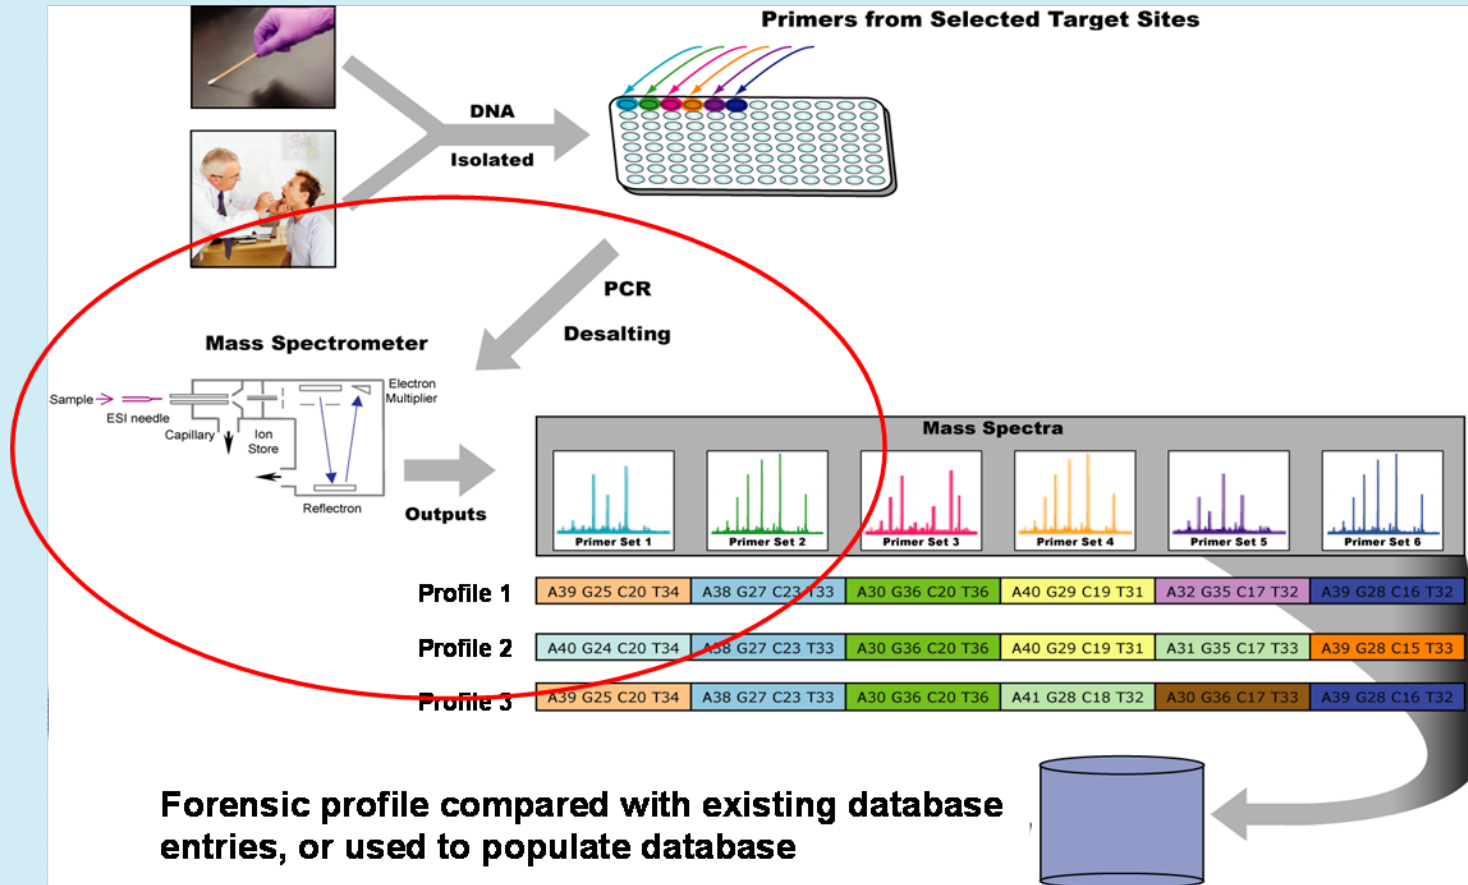 Primers from Selected Target Sites
DNA
Isolated
PCR
Desalting
Mass Spectrometer
Sample
ESI needle
Capillary
Ion
Store
Electron
Multiplier
Reflectron
Outputs
Mass Spectra
Primer Set 1
Primer Set 2
Primer Set 3
Primer Set 4
Primer Set 5
Primer Set 6
Profile 1 A39 G25 C20 T34 A38 G27 C23 T33 A30 G36 C20 T36 A40 G29 C19 T31 A32 G35 C17 T32 A39 G28 C16 T32
Profile 2 A40 G24 C20 T34 A38 G27 C23 T33 A30 G36 C20 T36 A40 G29 C19 T31 A31 G35 C17 T33 A39 G28 C15 T33
Profile 3 A39 G25 C20 T34 A38 G27 C23 T33 A30 G36 C20 T36 A41 G28 C18 T32 A30 G36 C17 T33 A39 G28 C16 T32
Forensic profile compared with existing database
entries, or used to populate database